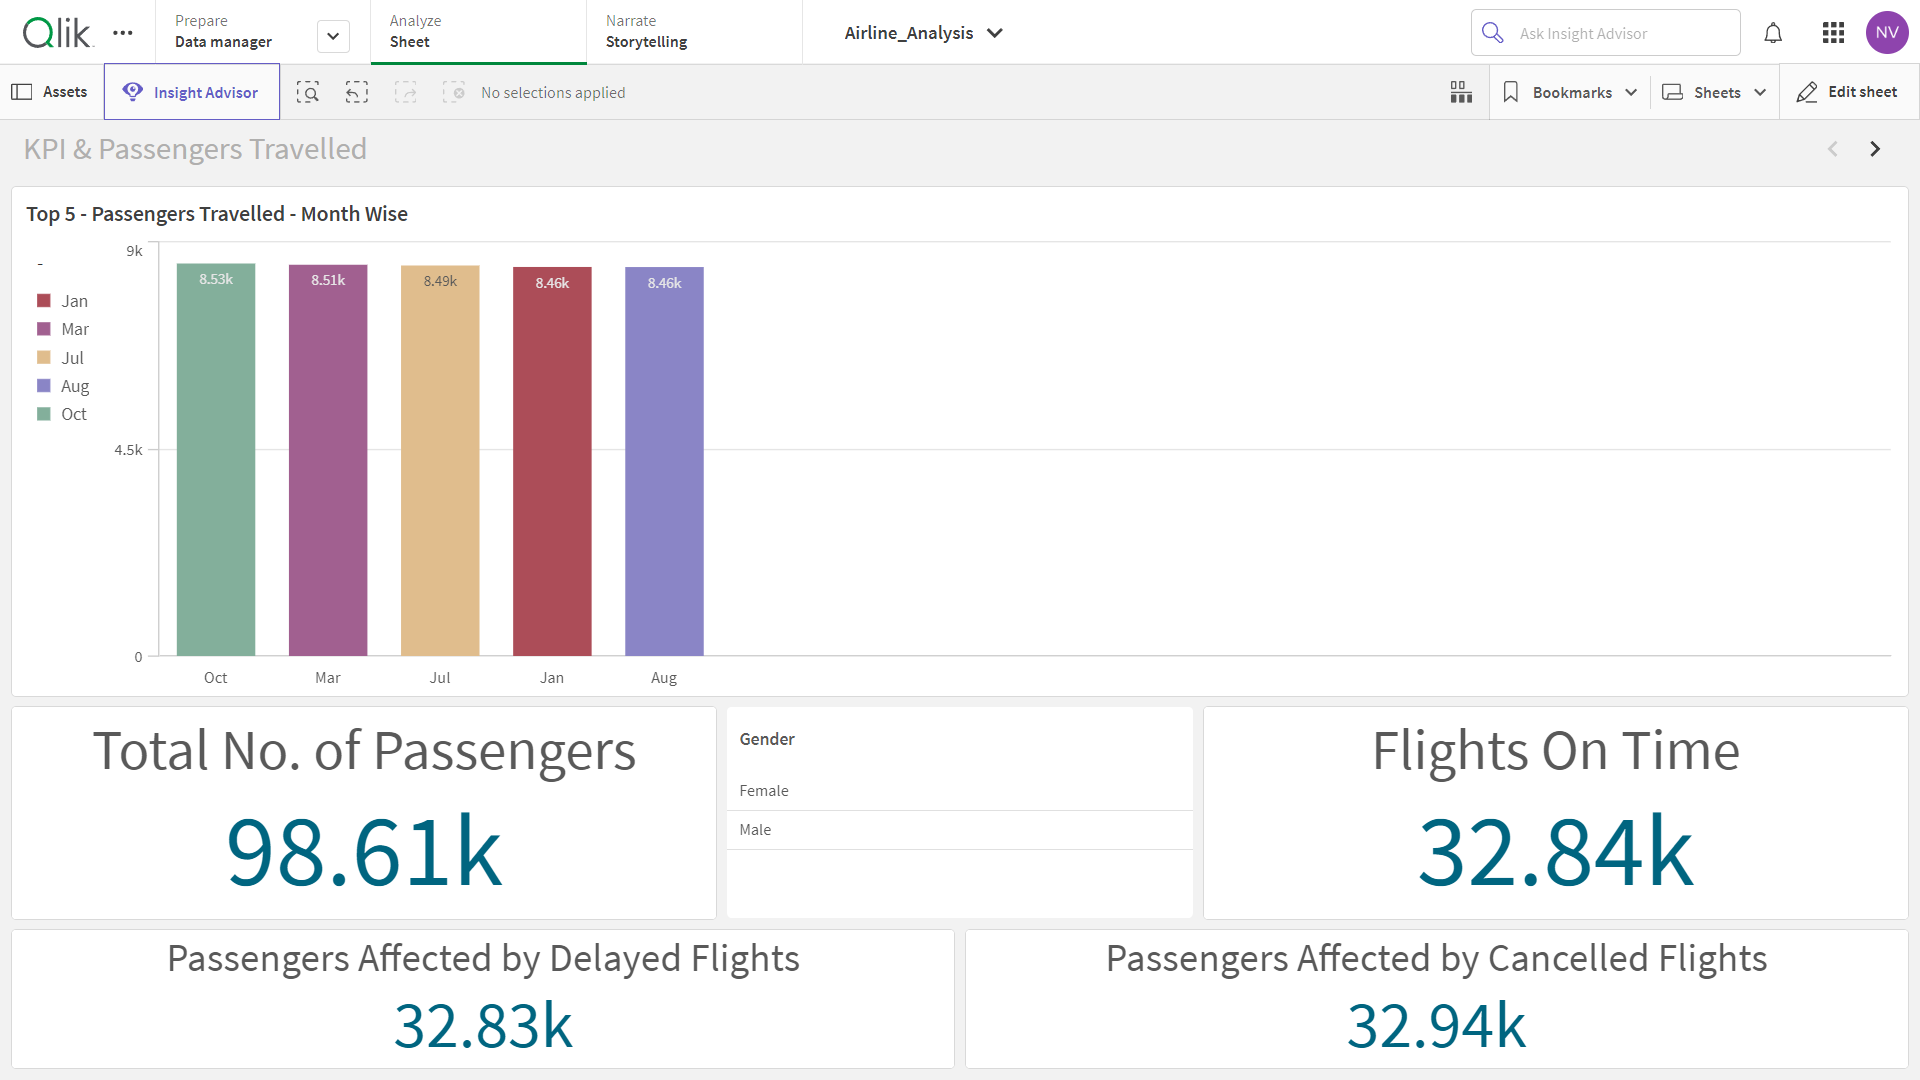 Qlik
Prepare
Data manager
Analyze
Sheet
Narrate
Storytelling
Airline_Analysis
Ask Insight Advisor
NV
Assets
Insight Advisor
No selections applied
Bookmarks
Sheets
Edit sheet
KPI & Passengers Travelled
Top 5 - Passengers Travelled - Month Wise
-
Jan
Mar
Jul
Aug
Oct
9k
4.5k
0
8.53k
8.51k
8.49k
8.46k
8.46k
Oct
Mar
Jul
Jan
Aug
Total No. of Passengers
98.61k
Gender
Female
Male
Flights On Time
32.84k
Passengers Affected by Delayed Flights
32.83k
Passengers Affected by Cancelled Flights
32.94k